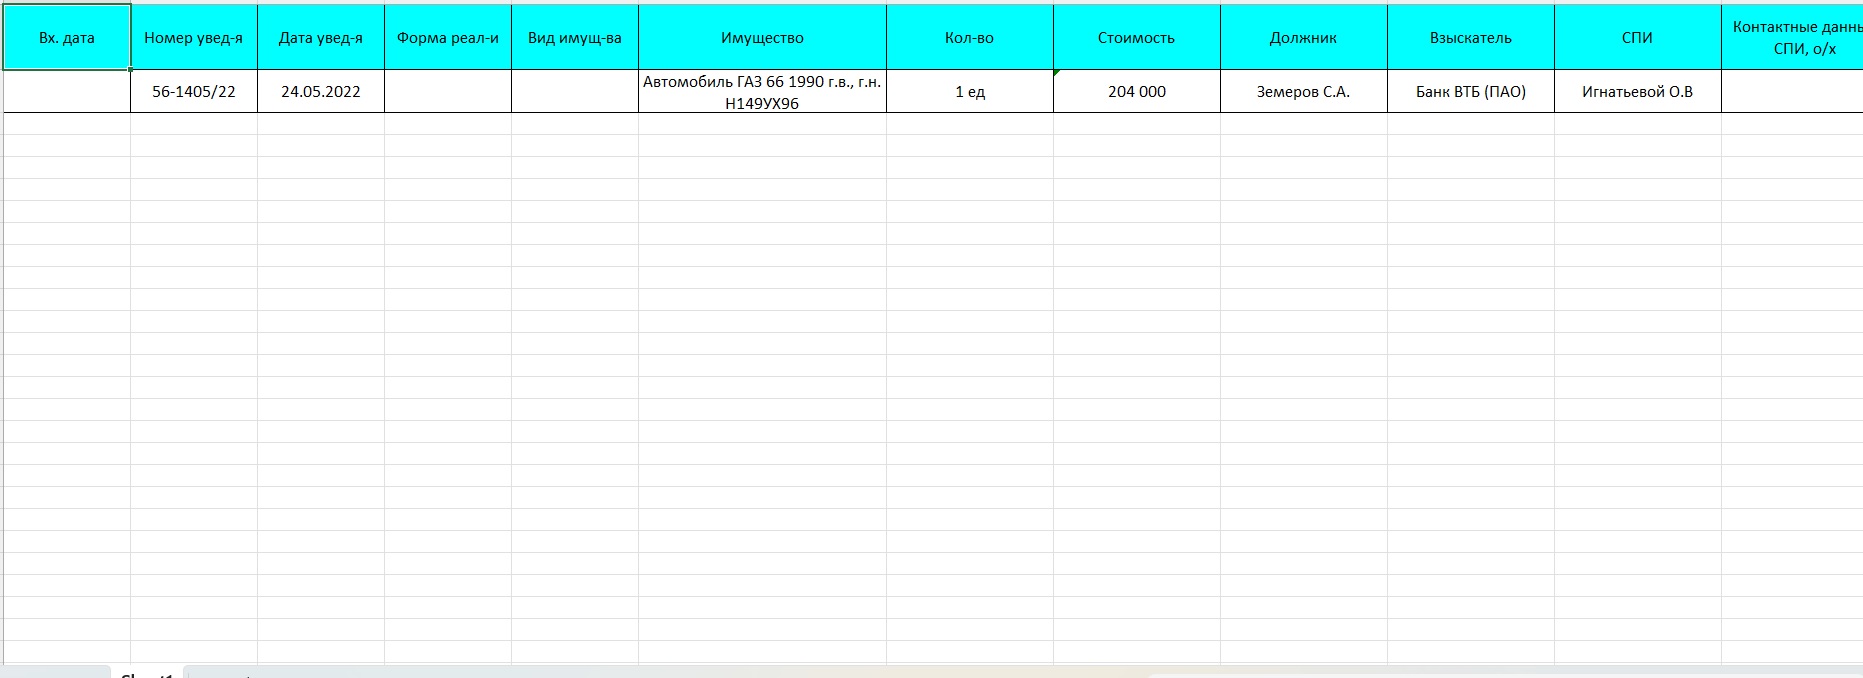 Вх. дата Номер увед-я Дата увед-я Форма реал-и Вид имущ-ва Имущество Кол-во Стоимость Должник Взыскатель СПИ Контактные данны
СПИ, о/х
56-1405/22 24.05.2022 Автомобиль ГАЗ 66 1990 г.в., г.н. 1 ед 204 000 Земеров С.А. Банк ВТБ (ПАО) Игнатьевой О.В
Н149УХ96
Sheet1